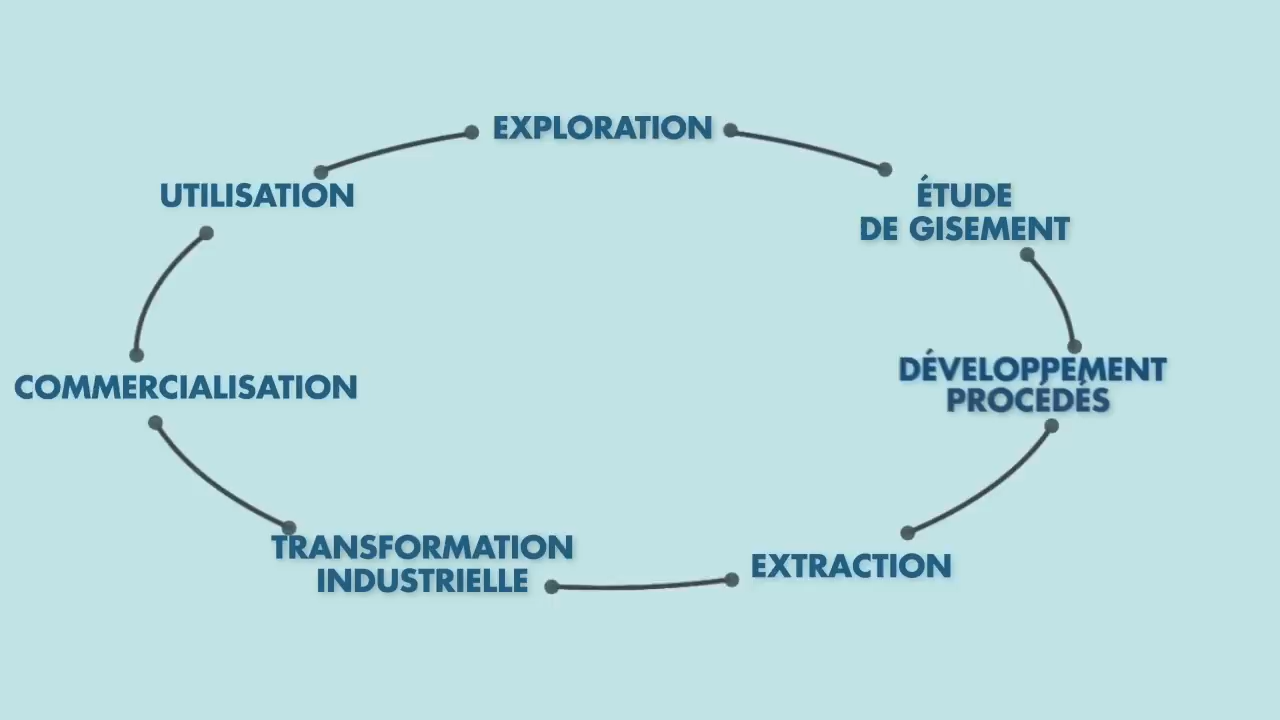 EXPLORATION
UTILISATION
ÉTUDE
DE GISEMENT
DÉVELOPPEMENT
PROCÉDÉS
COMMERCIALISATION
TRANSFORMATION
INDUSTRIELLE
EXTRACTION